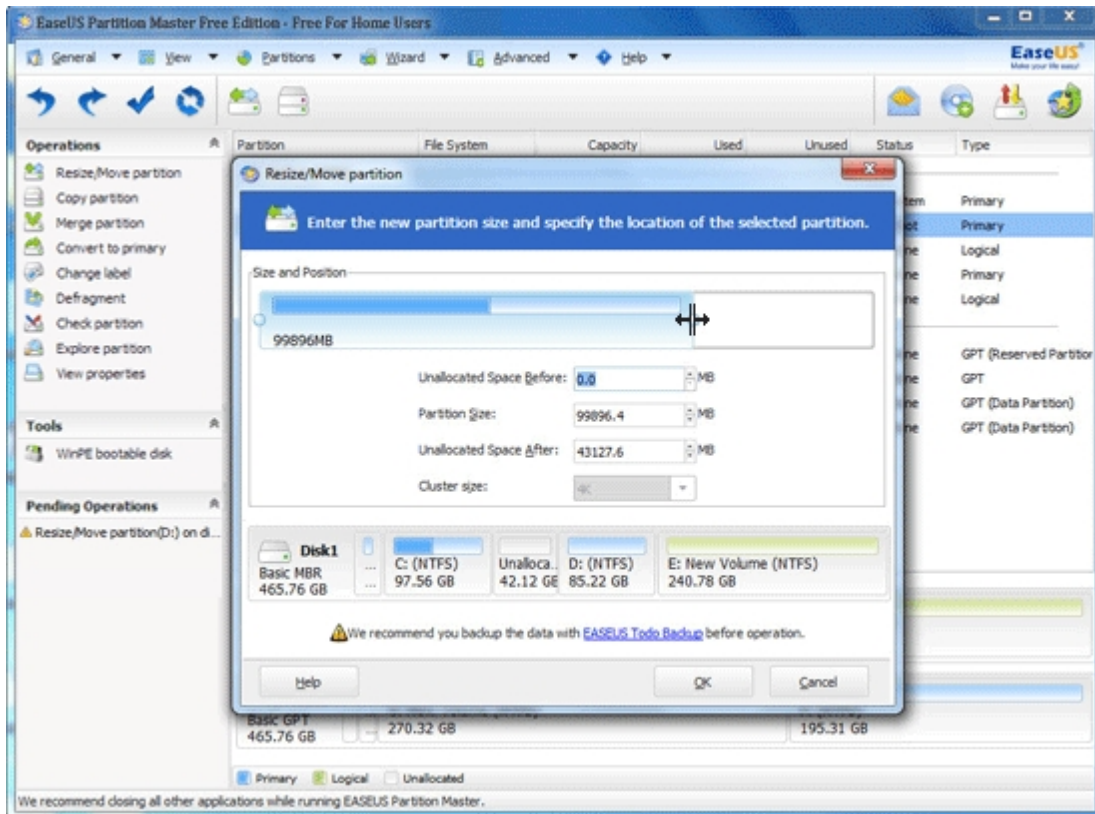 EaseUS Partition Master Free Edition - Free For Home Users
General View Partitions Wizard Advanced Help
EaseUS
Make your life easy!
Operations
Resize/Move partition
Copy partition
Merge partition
Convert to primary
Change label
Defragment
Check partition
Explore partition
View properties
Tools
WinPE bootable disk
Pending Operations
Resize/Move partition(D:) on di...
Partition File System Capacity Used Unused Status Type
Primary
Primary
Logical
Primary
Logical
GPT (Reserved Partition
GPT
GPT (Data Partition)
GPT (Data Partition)
Resize/Move partition
Enter the new partition size and specify the location of the selected partition.
Size and Position
99896MB
Unallocated Space Before: 0.0 MB
Partition Size: 99896.4 MB
Unallocated Space After: 43127.6 MB
Cluster size: 4K
Disk1
Basic MBR
465.76 GB
...
...
C: (NTFS)
97.56 GB
Unalloca...
42.12 GB
D: (NTFS)
85.22 GB
E: New Volume (NTFS)
240.78 GB
We recommend you backup the data with EASEUS Todo Backup before operation.
Help OK Cancel
Basic GPT
465.76 GB
270.32 GB
195.31 GB
Primary Logical Unallocated
We recommend closing all other applications while running EASEUS Partition Master.